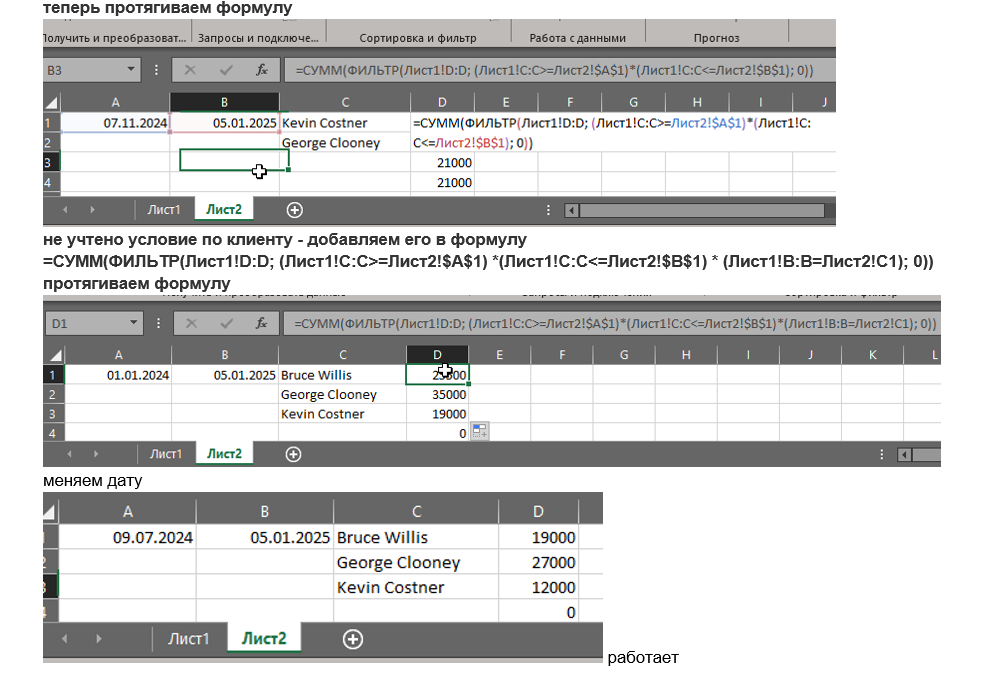 теперь протягиваем формулу
Получить и преобразоват... Запросы и подключе... Сортировка и фильтр Работа с данными Прогноз
B3 fx =СУММ(ФИЛЬТР(Лист1!D:D; (Лист1!C:C>=Лист2!$A$1)*(Лист1!C:C<=Лист2!$B$1); 0))
A B C D E F G H I J
1 07.11.2024 05.01.2025 Kevin Costner =СУММ(ФИЛЬТР(Лист1!D:D; (Лист1!C:C>=Лист2!$A$1)*(Лист1!C:
2 George Clooney C<=Лист2!$B$1); 0))
3 21000
4 21000
Лист1 Лист2
не учтено условие по клиенту - добавляем его в формулу
=СУММ(ФИЛЬТР(Лист1!D:D; (Лист1!C:C>=Лист2!$A$1) *(Лист1!C:C<=Лист2!$B$1) * (Лист1!B:B=Лист2!C1); 0))
протягиваем формулу
D1 fx =СУММ(ФИЛЬТР(Лист1!D:D; (Лист1!C:C>=Лист2!$A$1)*(Лист1!C:C<=Лист2!$B$1)*(Лист1!B:B=Лист2!C1); 0))
A B C D E F G H I J K L
1 01.01.2024 05.01.2025 Bruce Willis
2 George Clooney 35000
3 Kevin Costner 19000
4 0
Лист1 Лист2
меняем дату
A B C D
09.07.2024 05.01.2025 Bruce Willis 19000
George Clooney 27000
Kevin Costner 12000
0
Лист1 Лист2
работает